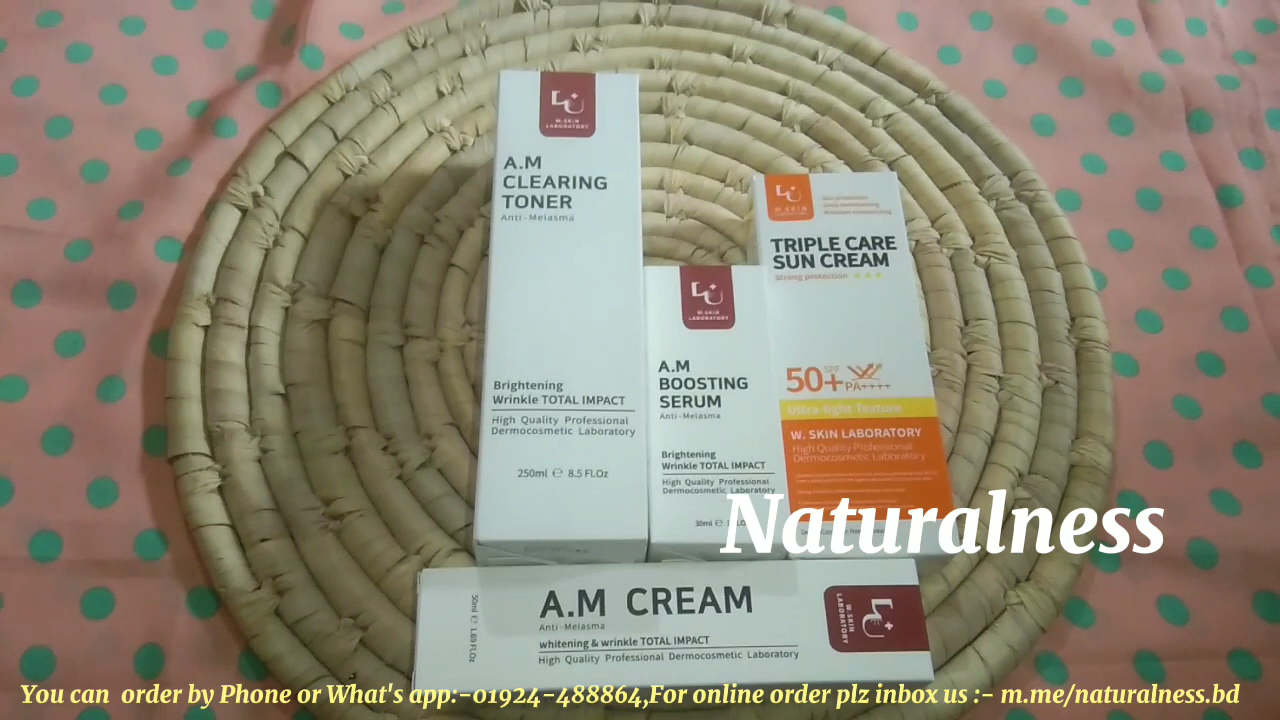 W.SKIN
LABORATORY
A.M
CLEARING
TONER
Anti-Melasma
Brightening
Wrinkle TOTAL IMPACT
High Quality Professional
Dermocosmetic Laboratory
250ml ℮ 8.5 FLOz
W.SKIN
LABORATORY
A.M
BOOSTING
SERUM
Anti-Melasma
Brightening
Wrinkle TOTAL IMPACT
High Quality Professional
Dermocosmetic Laboratory
30ml ℮
W.SKIN
TRIPLE CARE
SUN CREAM
Strong protection
50+ SPF PA++++
Ultra-light Texture
W. SKIN LABORATORY
High Quality Professional
Dermocosmetic Laboratory
Naturalness
50ml ℮ 1.69 FLOz
A.M CREAM
Anti-Melasma
whitening & wrinkle TOTAL IMPACT
High Quality Professional Dermocosmetic Laboratory
W.SKIN
LABORATORY
You can order by Phone or What's app:-01924-488864,For online order plz inbox us :- m.me/naturalness.bd